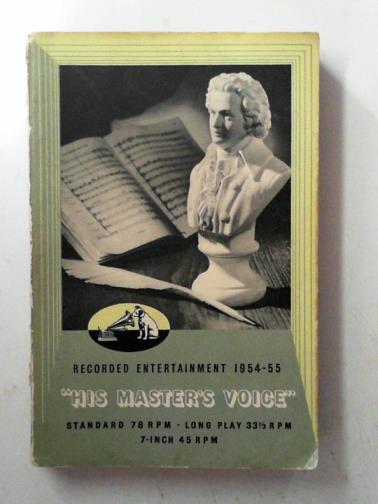 RECORDED ENTERTAINMENT 1954-55
"HIS MASTER'S VOICE"
STANDARD 78 RPM · LONG PLAY 33⅓ RPM
7-INCH 45 RPM